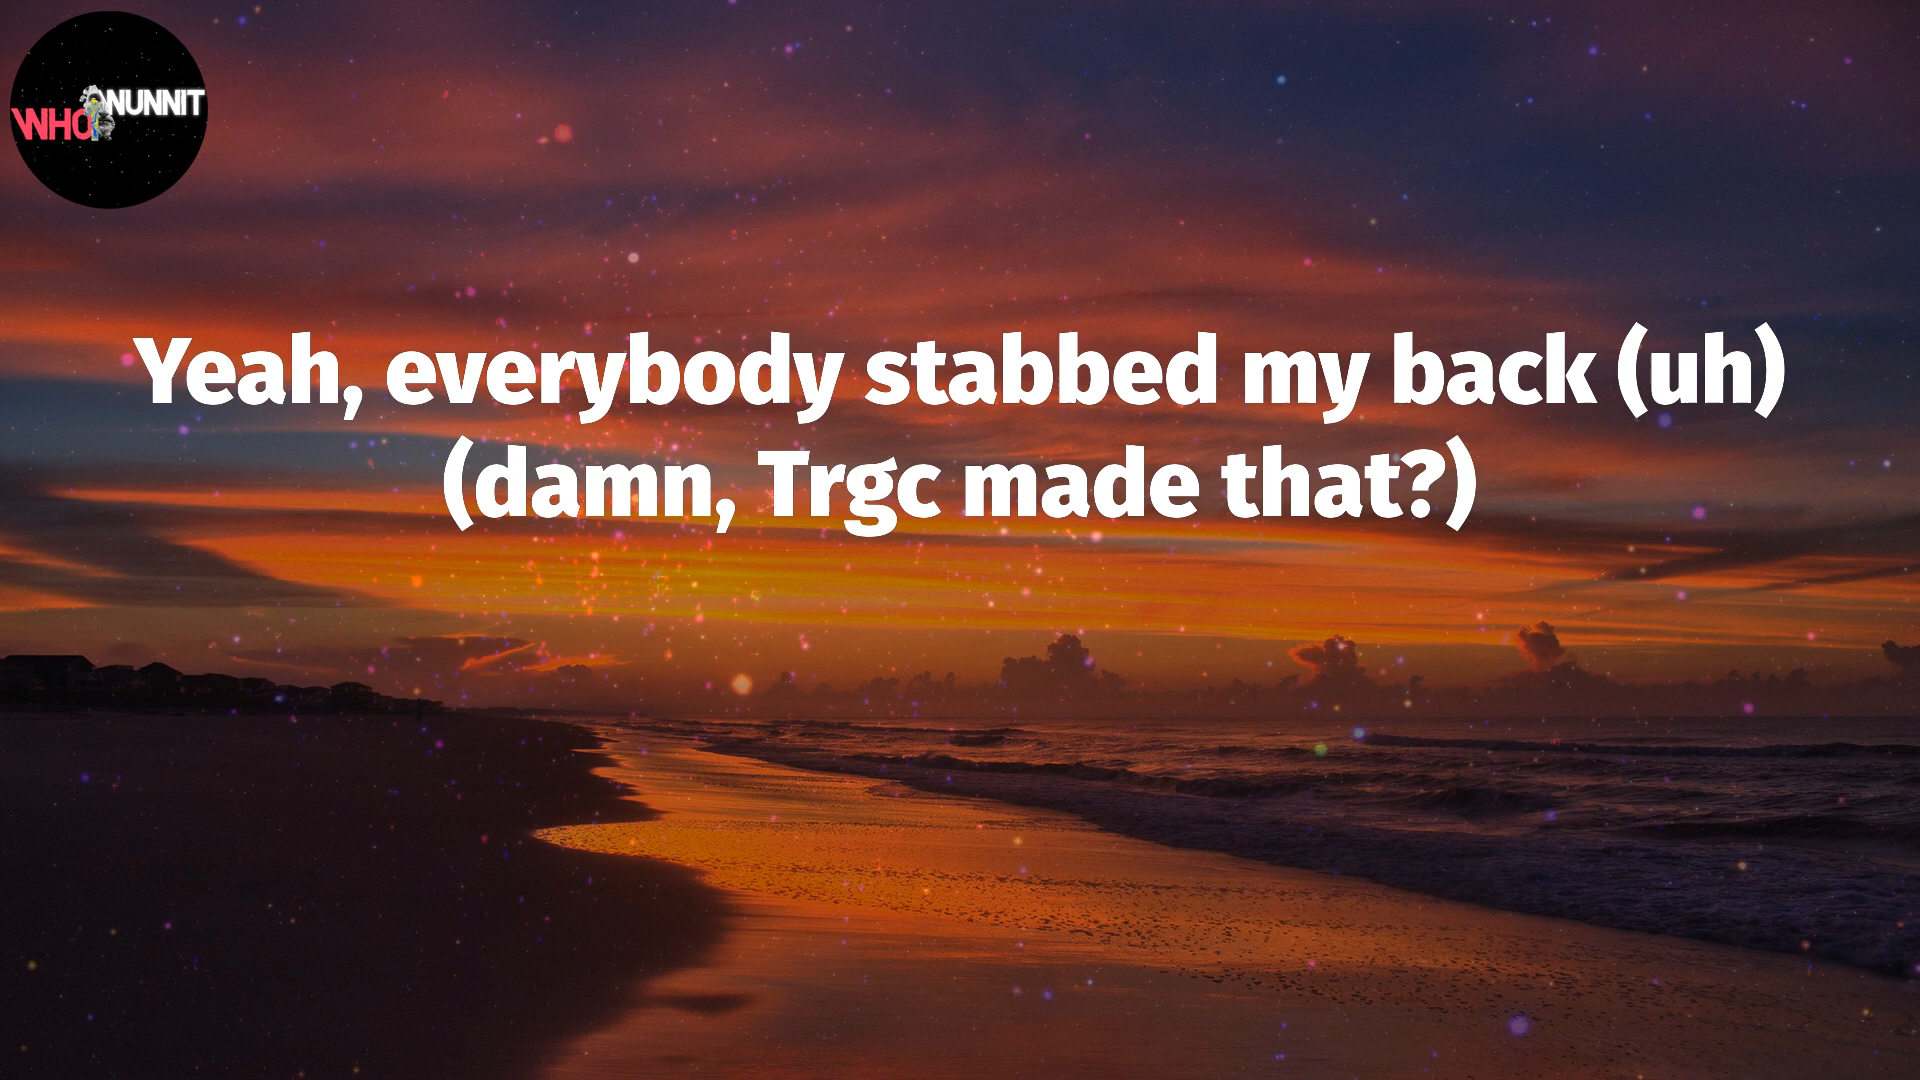 WHO NUNNIT
Yeah, everybody stabbed my back (uh)
(damn, Trgc made that?)